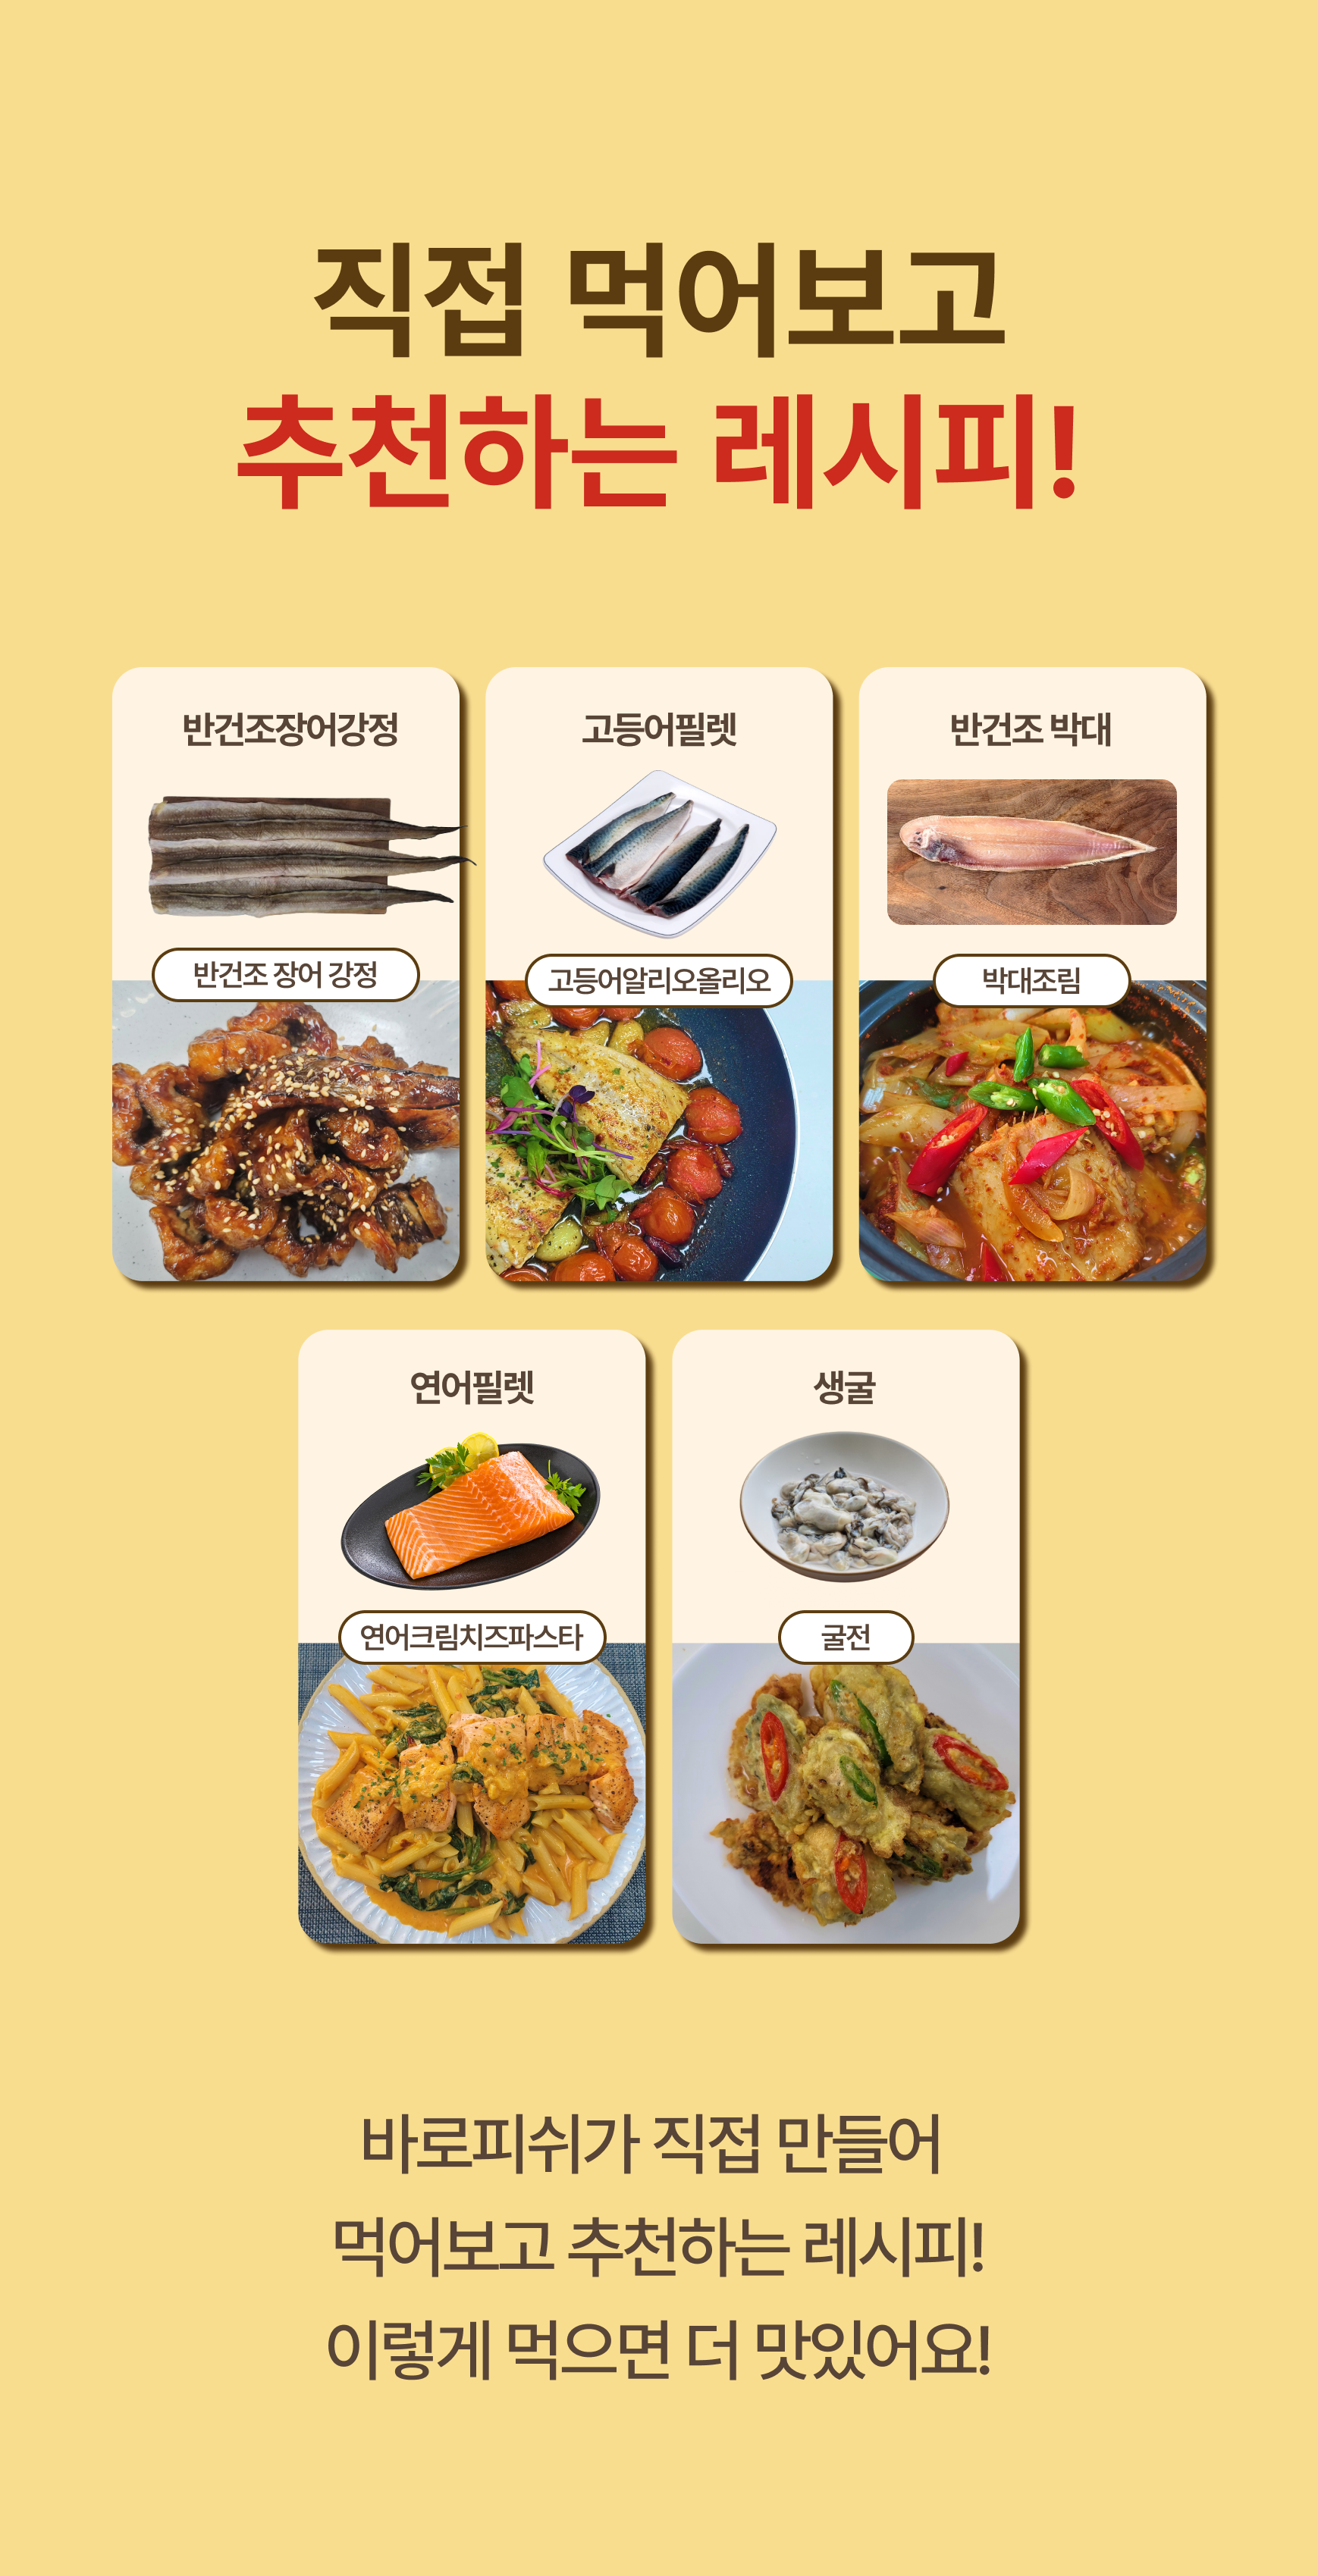 직접 먹어보고
추천하는 레시피!
반건조장어강정
반건조 장어 강정
고등어필렛
고등어알리오올리오
반건조 박대
박대조림
연어필렛
연어크림치즈파스타
생굴
굴전
바로피쉬가 직접 만들어
먹어보고 추천하는 레시피!
이렇게 먹으면 더 맛있어요!